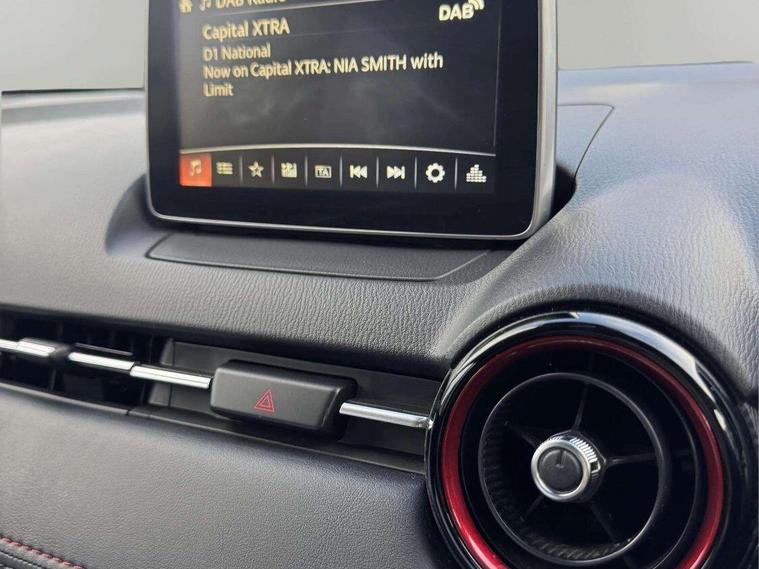 DAB Radio
DAB
Capital XTRA
D1 National
Now on Capital XTRA: NIA SMITH with
Limit
TA